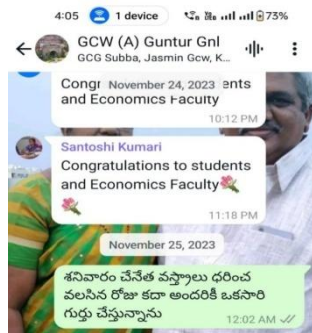 4:05 1 device 73%
GCW (A) Guntur Gnl
GCG Subba, Jasmin Gcw, K...
November 24, 2023
and Economics Faculty
10:12 PM
Santoshi Kumari
Congratulations to students
and Economics Faculty
11:18 PM
November 25, 2023
శనివారం చేనేత వస్త్రాలు ధరించ
వలసిన రోజు కదా అందరికీ ఒకసారి
గుర్తు చేస్తున్నాను
12:02 AM